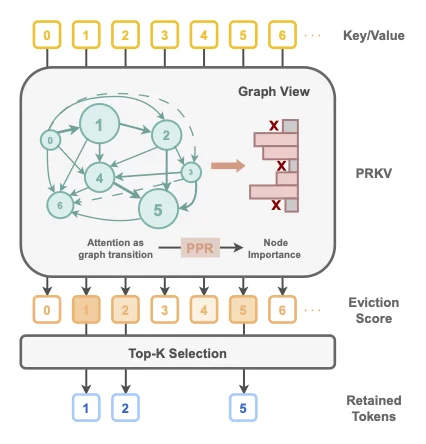 0 1 2 3 4 5 6 ... Key/Value
Graph View
0 1 2 3 4 5 6
X
X
X
PRKV
Attention as
graph transition
PPR
Node
Importance
0 1 2 3 4 5 6 ... Eviction
Score
Top-K Selection
1 2 5 Retained
Tokens